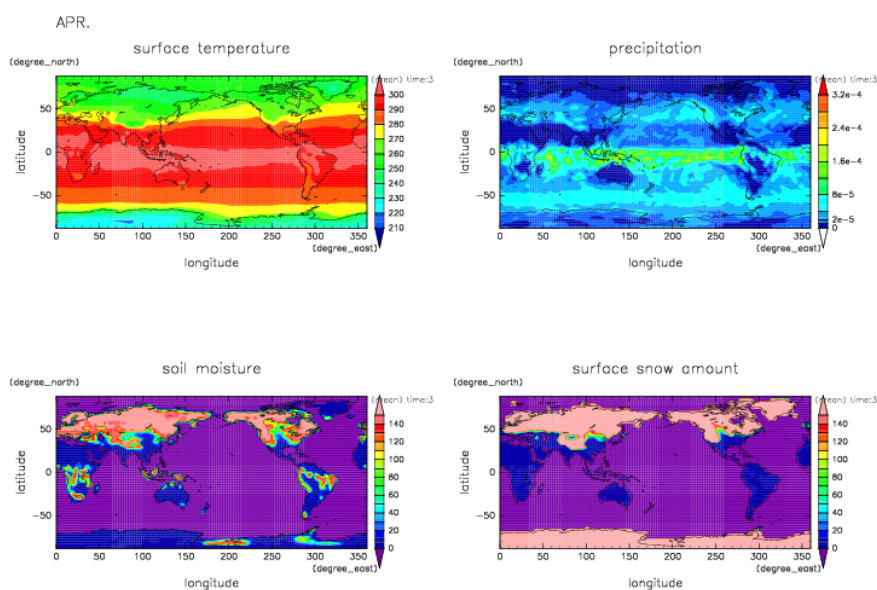 APR.
surface temperature
(degree_north)
(mean) time:3
latitude
50
0
−50
300
290
280
270
260
250
240
230
220
210
0 50 100 150 200 250 300 350
(degree_east)
longitude
precipitation
(degree_north)
(mean) time:3
latitude
50
0
−50
3.2e−4
2.4e−4
1.6e−4
8e−5
2e−5
0
0 50 100 150 200 250 300 350
(degree_east)
longitude
soil moisture
(degree_north)
(mean) time:3
latitude
50
0
−50
140
120
100
80
60
40
20
0
0 50 100 150 200 250 300 350
(degree_east)
longitude
surface snow amount
(degree_north)
(mean) time:3
latitude
50
0
−50
140
120
100
80
60
40
20
0
0 50 100 150 200 250 300 350
(degree_east)
longitude